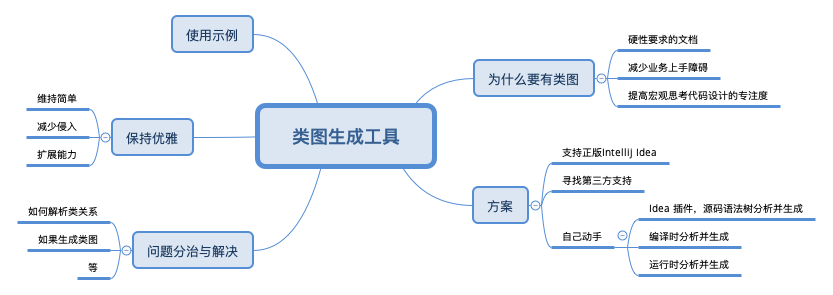 类图生成工具
为什么要有类图
硬性要求的文档
减少业务上手障碍
提高宏观思考代码设计的专注度
方案
支持正版Intellij Idea
寻找第三方支持
自己动手
Idea 插件，源码语法树分析并生成
编译时分析并生成
运行时分析并生成
问题分治与解决
如何解析类关系
如果生成类图
等
保持优雅
维持简单
减少侵入
扩展能力
使用示例